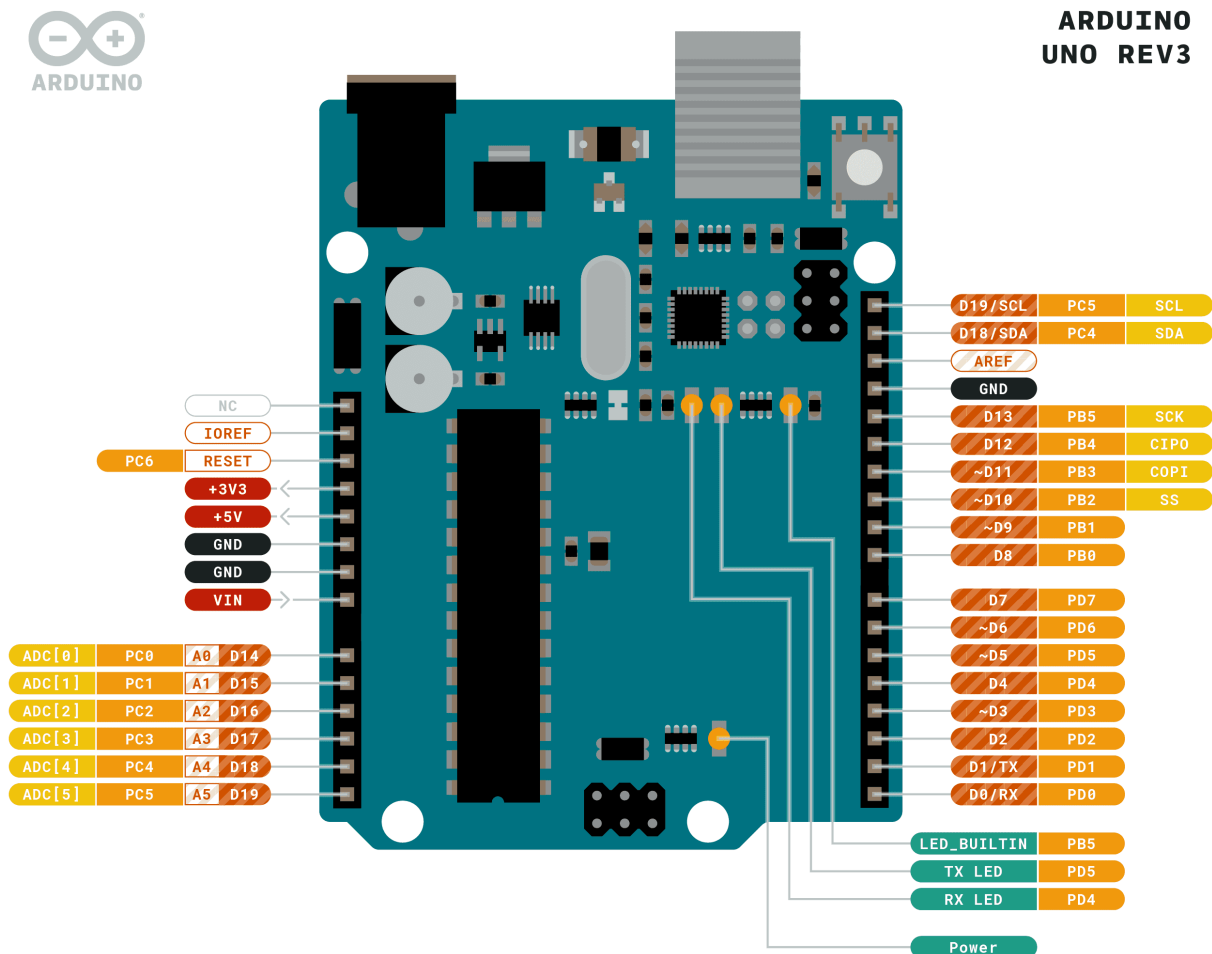 ARDUINO
ARDUINO
UNO REV3
NC
IOREF
PC6 RESET
+3V3
+5V
GND
GND
VIN
ADC[0] PC0 A0 D14
ADC[1] PC1 A1 D15
ADC[2] PC2 A2 D16
ADC[3] PC3 A3 D17
ADC[4] PC4 A4 D18
ADC[5] PC5 A5 D19
D19/SCL PC5 SCL
D18/SDA PC4 SDA
AREF
GND
D13 PB5 SCK
D12 PB4 CIPO
~D11 PB3 COPI
~D10 PB2 SS
~D9 PB1
D8 PB0
D7 PD7
~D6 PD6
~D5 PD5
D4 PD4
~D3 PD3
D2 PD2
D1/TX PD1
D0/RX PD0
LED_BUILTIN PB5
TX LED PD5
RX LED PD4
Power